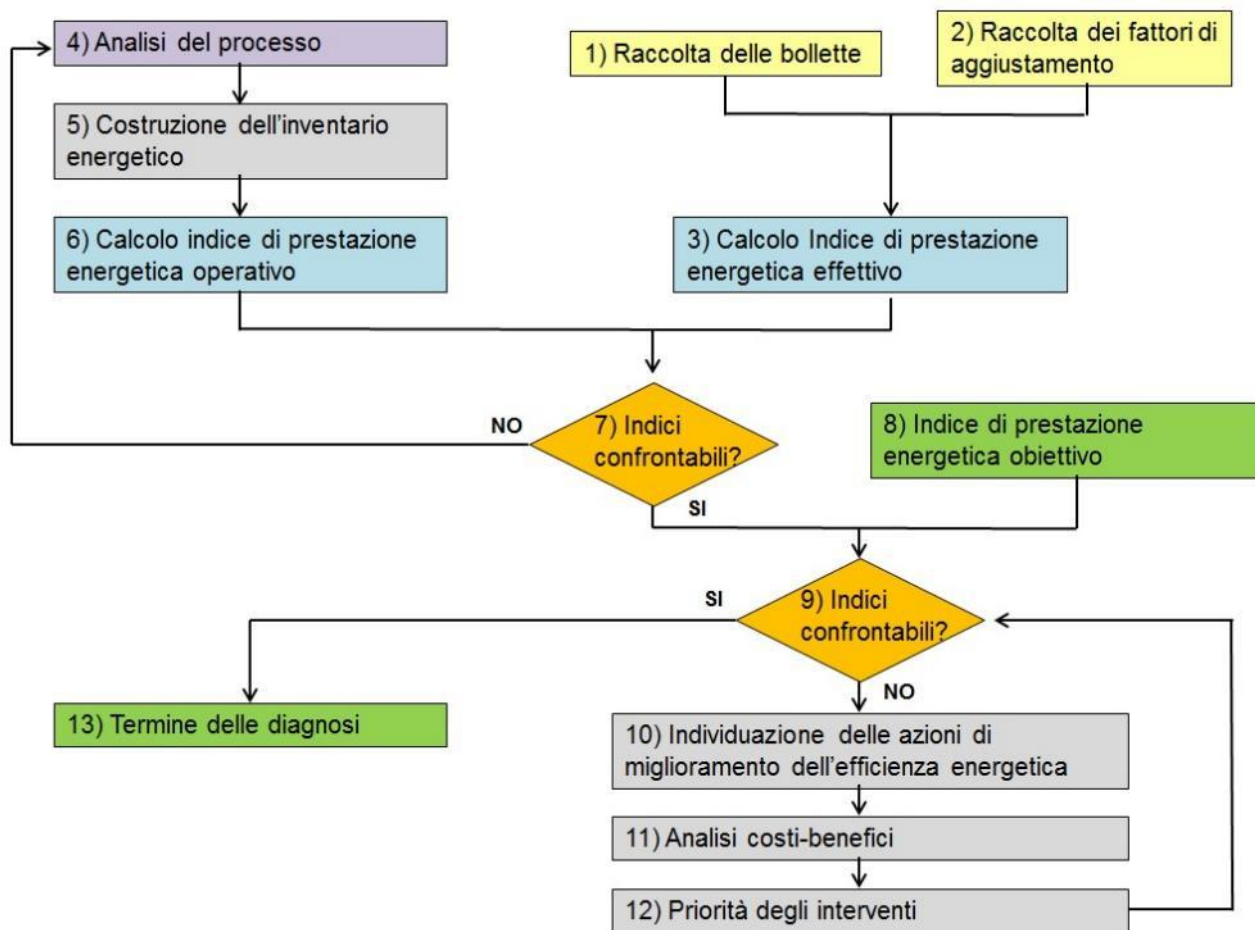 4) Analisi del processo
1) Raccolta delle bollette
2) Raccolta dei fattori di
aggiustamento
5) Costruzione dell'inventario
energetico
6) Calcolo indice di prestazione
energetica operativo
3) Calcolo Indice di prestazione
energetica effettivo
NO
7) Indici
confrontabili?
8) Indice di prestazione
energetica obiettivo
SI
SI
9) Indici
confrontabili?
NO
13) Termine delle diagnosi
10) Individuazione delle azioni di
miglioramento dell'efficienza energetica
11) Analisi costi-benefici
12) Priorità degli interventi